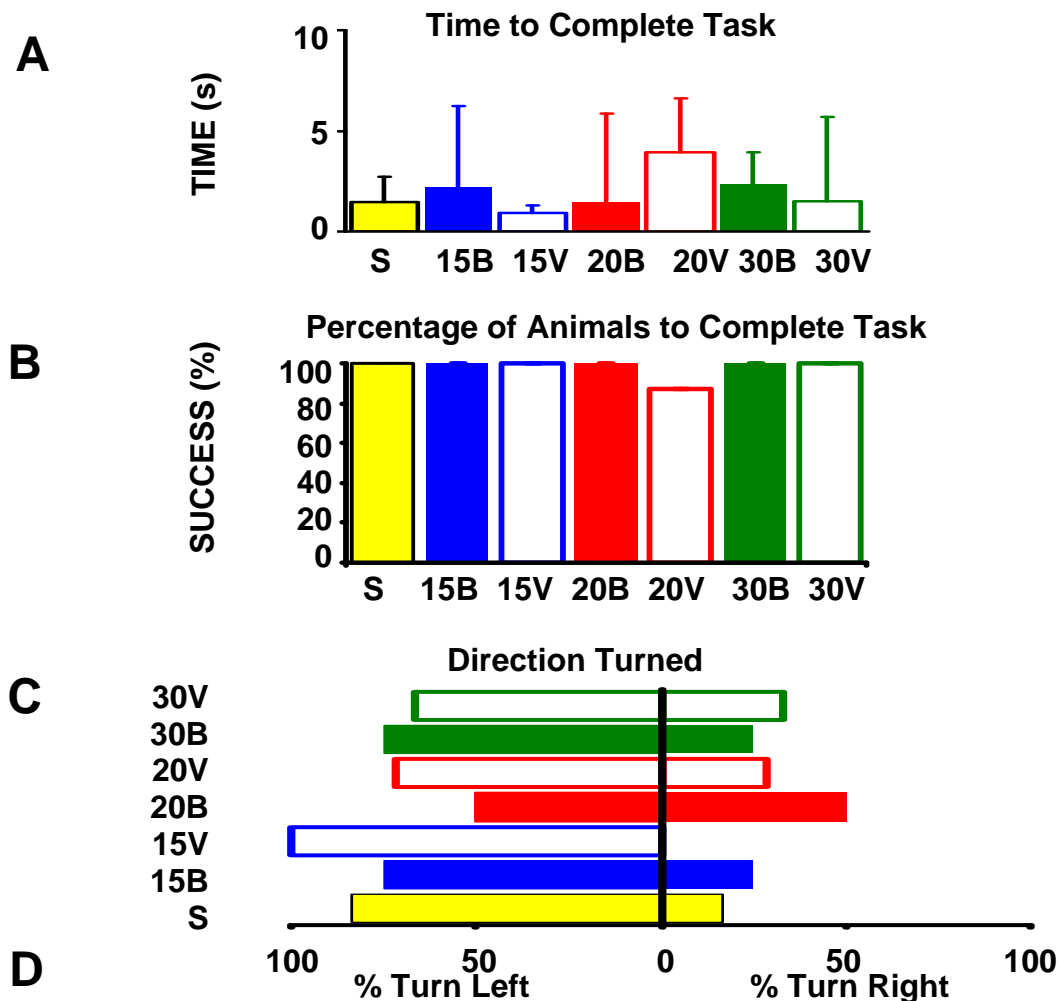 A
Time to Complete Task
TIME (s)
10
5
0
S 15B 15V 20B 20V 30B 30V
B
Percentage of Animals to Complete Task
SUCCESS (%)
100
80
60
40
20
0
S 15B 15V 20B 20V 30B 30V
C
Direction Turned
30V
30B
20V
20B
15V
15B
S
D
100 50 0 50 100
% Turn Left % Turn Right